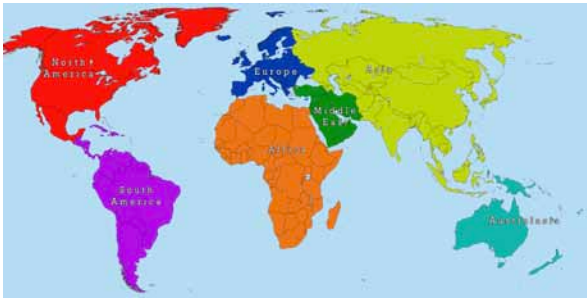 North
America
Europe
Asia
Middle
East
Africa
South
America
Australasia